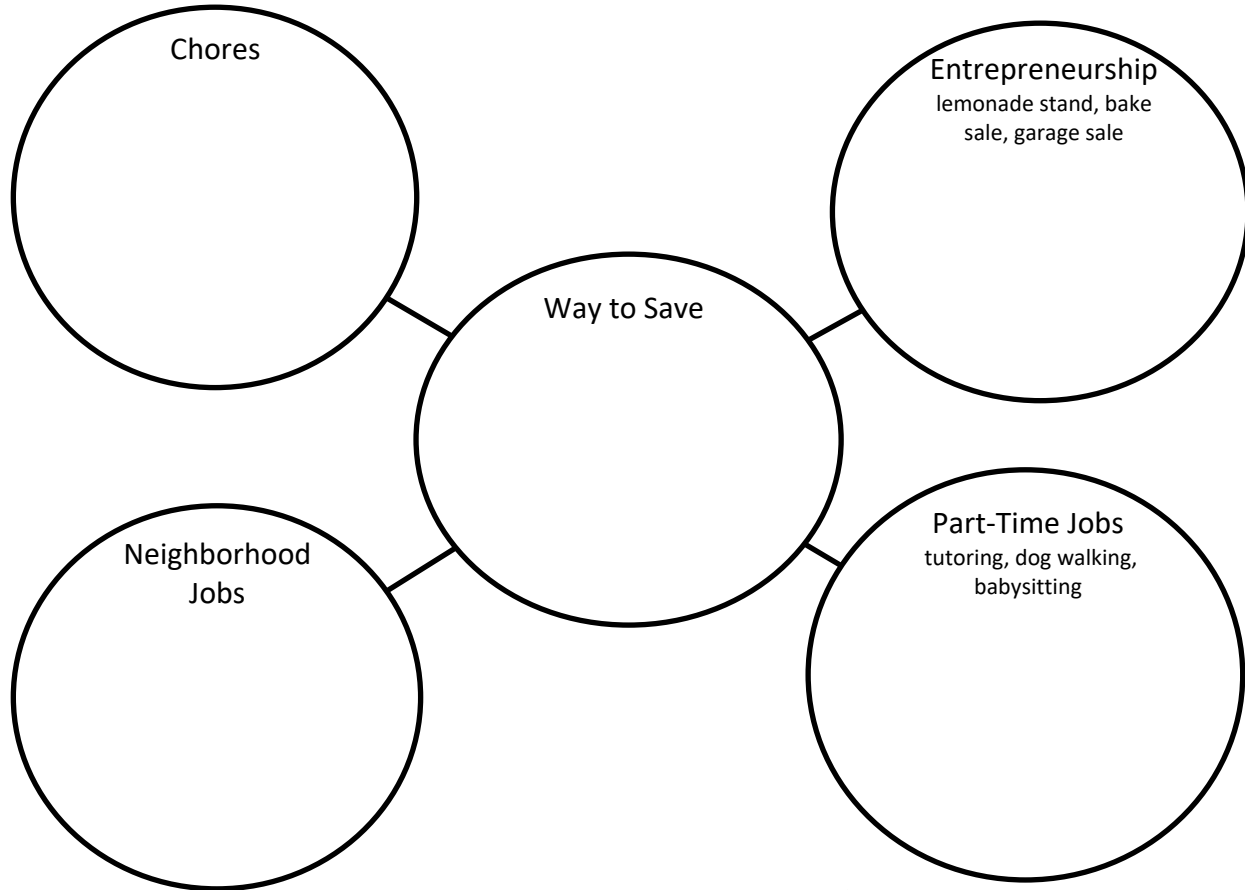 Chores
Entrepreneurship
lemonade stand, bake
sale, garage sale
Way to Save
Neighborhood
Jobs
Part-Time Jobs
tutoring, dog walking,
babysitting